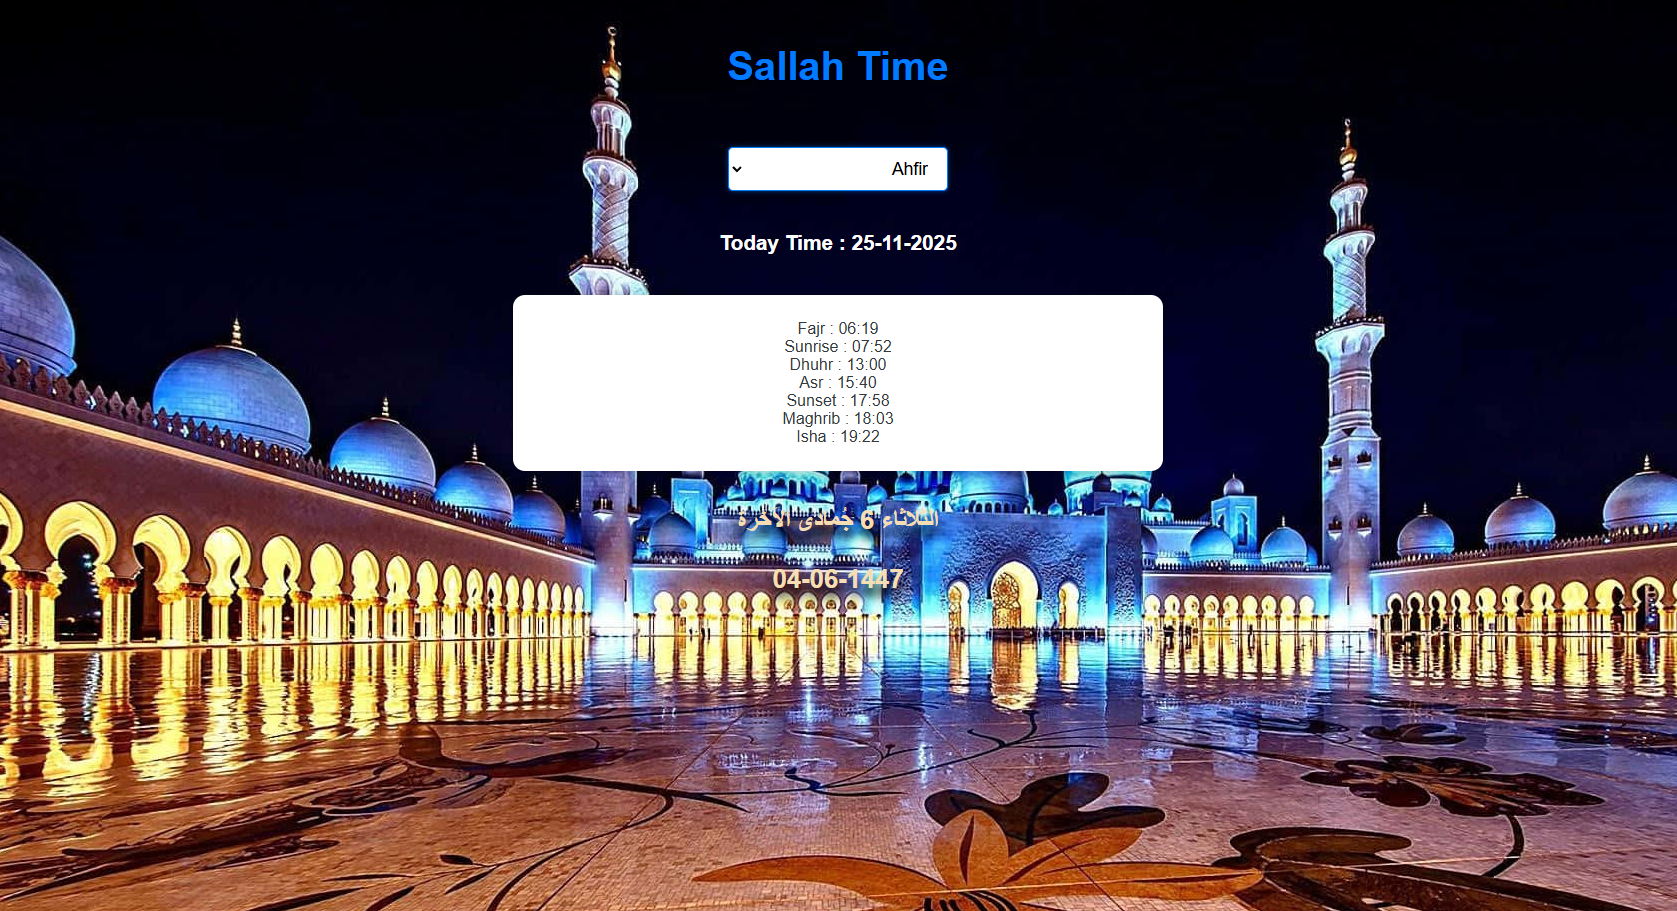 Sallah Time
Ahfir
Today Time : 25-11-2025
Fajr : 06:19
Sunrise : 07:52
Dhuhr : 13:00
Asr : 15:40
Sunset : 17:58
Maghrib : 18:03
Isha : 19:22
الثلاثاء 6 جُمادى الآخرة
04-06-1447